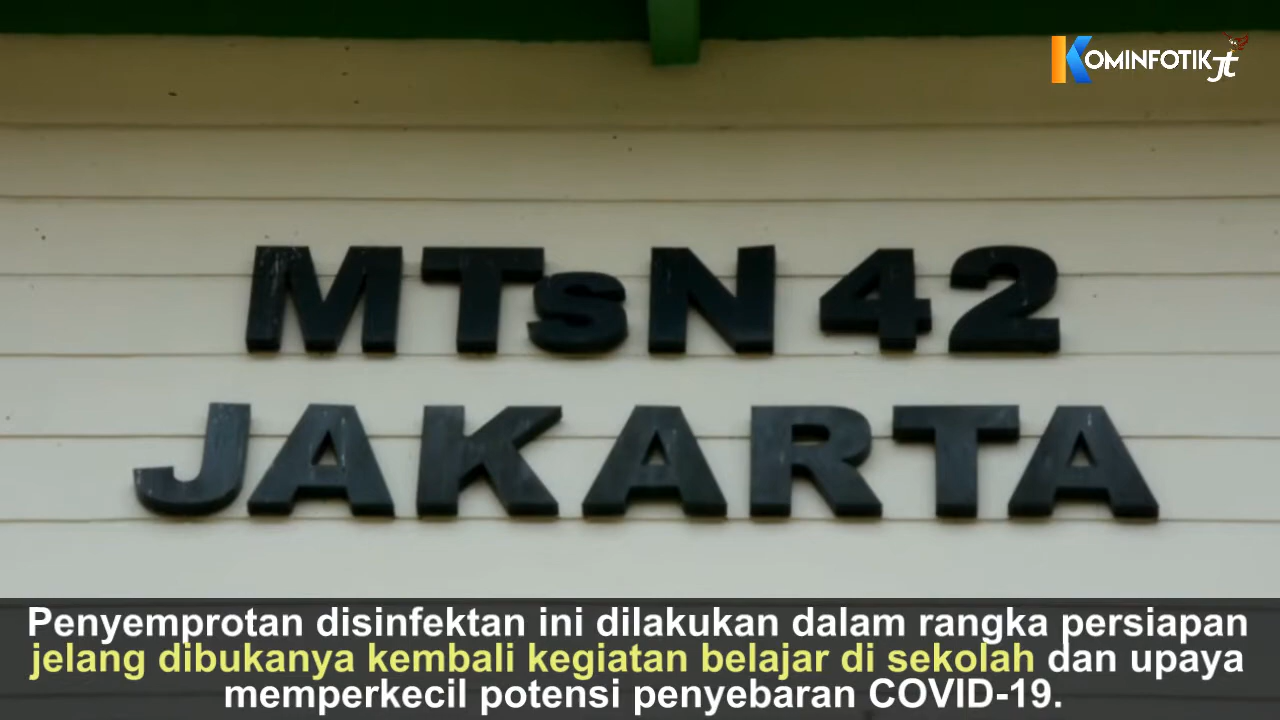 KOMINFOTIK JT
MTsN 42
JAKARTA
Penyemprotan disinfektan ini dilakukan dalam rangka persiapan
jelang dibukanya kembali kegiatan belajar di sekolah dan upaya
memperkecil potensi penyebaran COVID-19.